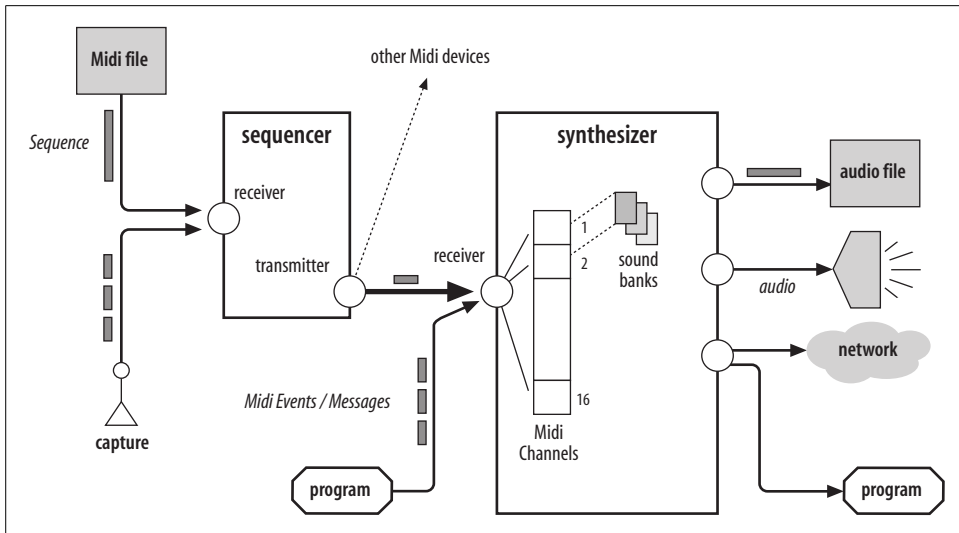 Midi file
other Midi devices
Sequence
sequencer
synthesizer
audio file
receiver
1
transmitter
receiver
2
sound
banks
audio
network
Midi Events / Messages
16
capture
Midi
Channels
program
program